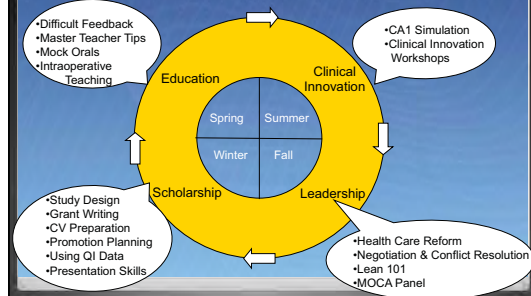 •Difficult Feedback
•Master Teacher Tips
•Mock Orals
•Intraoperative
Teaching
•CA1 Simulation
•Clinical Innovation
Workshops
Education
Clinical
Innovation
Spring
Summer
Winter
Fall
Scholarship
Leadership
•Study Design
•Grant Writing
•CV Preparation
•Promotion Planning
•Using QI Data
•Presentation Skills
•Health Care Reform
•Negotiation & Conflict Resolution
•Lean 101
•MOCA Panel